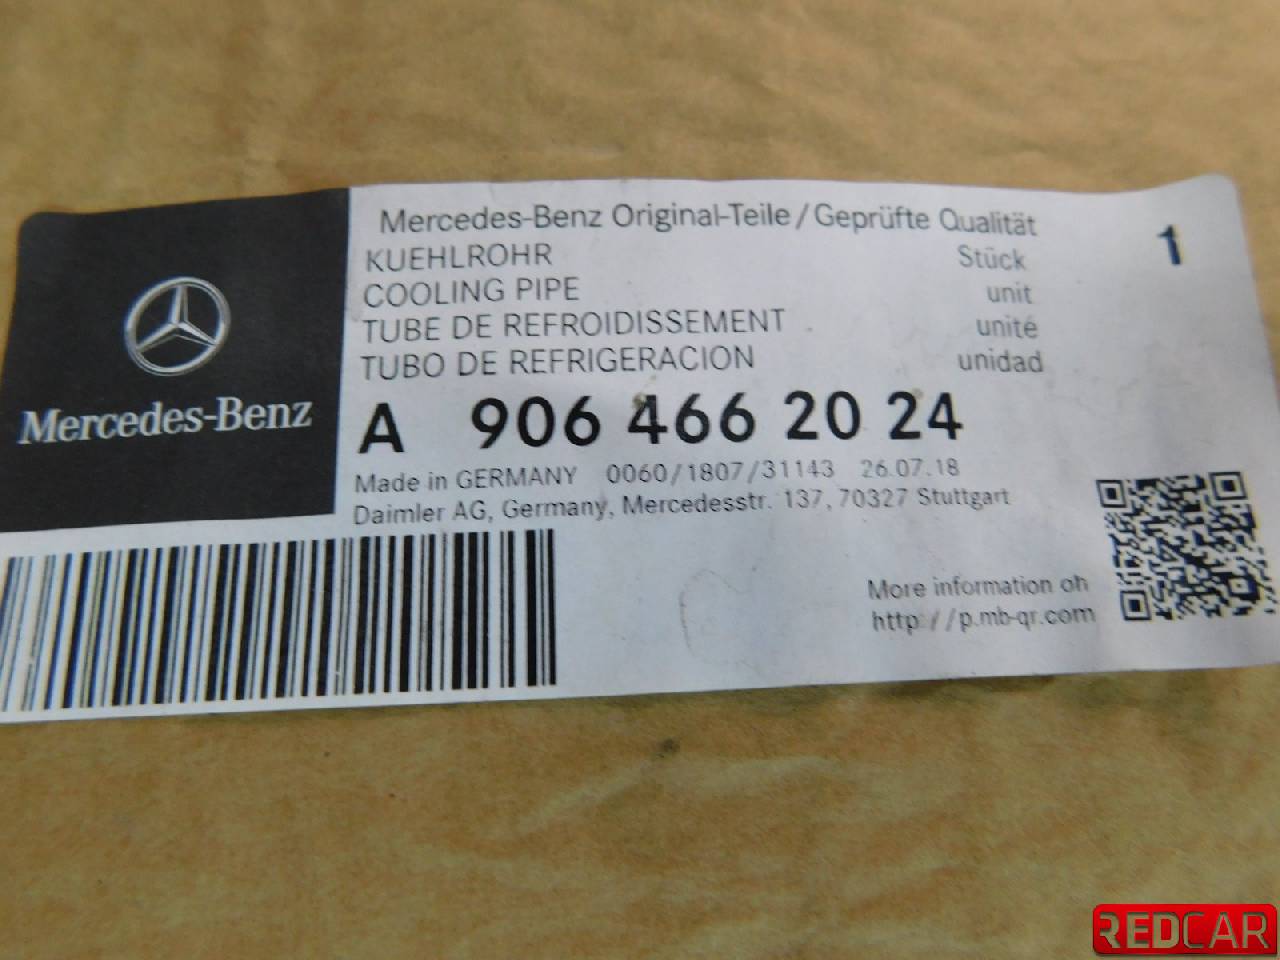 Mercedes-Benz Original-Teile/Geprüfte Qualität
KUEHLROHR Stück 1
COOLING PIPE unit
TUBE DE REFROIDISSEMENT unité
TUBO DE REFRIGERACION unidad
Mercedes-Benz
A 906 466 20 24
Made in GERMANY 0060/1807/31143 26.07.18
Daimler AG, Germany, Mercedesstr. 137, 70327 Stuttgart
More information on
http://p.mb-qr.com
REDCAR